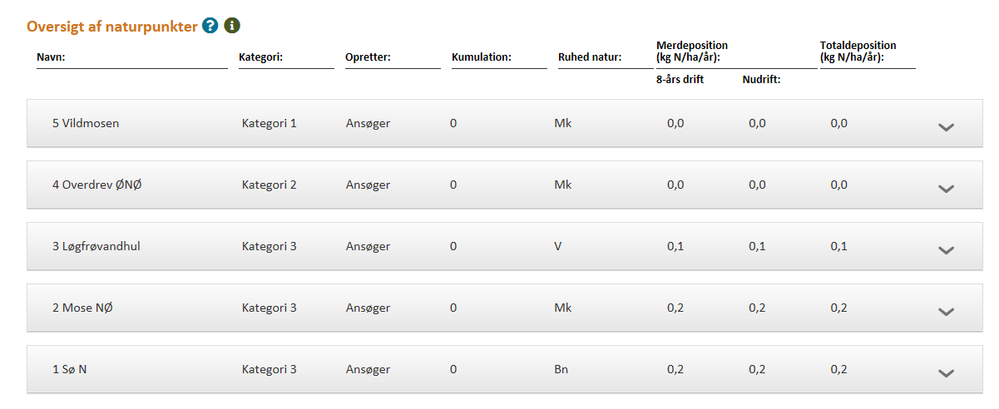 Oversigt af naturpunkter ? i
Navn: Kategori: Opretter: Kumulation: Ruhed natur: Merdeposition (kg N/ha/år): Totaldeposition (kg N/ha/år):
8-års drift Nudrift:
5 Vildmosen Kategori 1 Ansøger 0 Mk 0,0 0,0 0,0
4 Overdrev ØNØ Kategori 2 Ansøger 0 Mk 0,0 0,0 0,0
3 Løgfrøvandhul Kategori 3 Ansøger 0 V 0,1 0,1 0,1
2 Mose NØ Kategori 3 Ansøger 0 Mk 0,2 0,2 0,2
1 Sø N Kategori 3 Ansøger 0 Bn 0,2 0,2 0,2